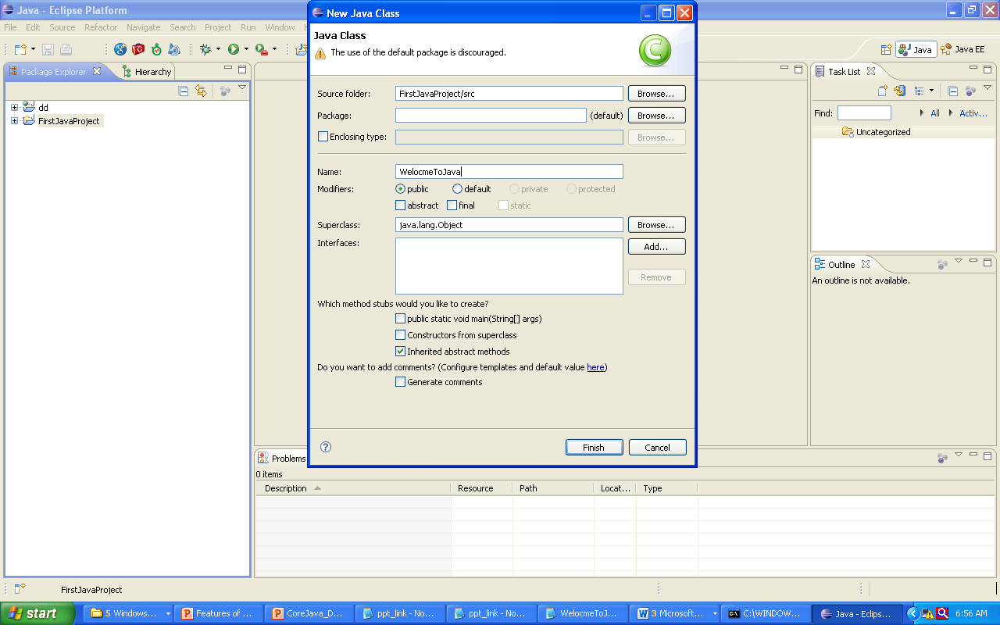 Java - Eclipse Platform
File Edit Source Refactor Navigate Search Project Run Window
New Java Class
Java Class
The use of the default package is discouraged.
Java
Java EE
Package Explorer
Hierarchy
dd
FirstJavaProject
Source folder:
FirstJavaProject/src
Browse...
Package:
(default)
Browse...
Enclosing type:
Browse...
Name:
WelocmeToJava
Modifiers:
public
default
private
protected
abstract
final
static
Superclass:
java.lang.Object
Browse...
Interfaces:
Add...
Remove
Which method stubs would you like to create?
public static void main(String[] args)
Constructors from superclass
Inherited abstract methods
Do you want to add comments? (Configure templates and default value here)
Generate comments
Finish
Cancel
Task List
Find:
All
Activ...
Uncategorized
Outline
An outline is not available.
Problems
0 items
Description
Resource
Path
Locat...
Type
FirstJavaProject
start
5 Windows...
Features of ...
CoreJava_D...
ppt_link - No...
ppt_link - No...
WelocmeToJ...
3 Microsoft...
C:\WINDOW...
Java - Eclips...
6:56 AM